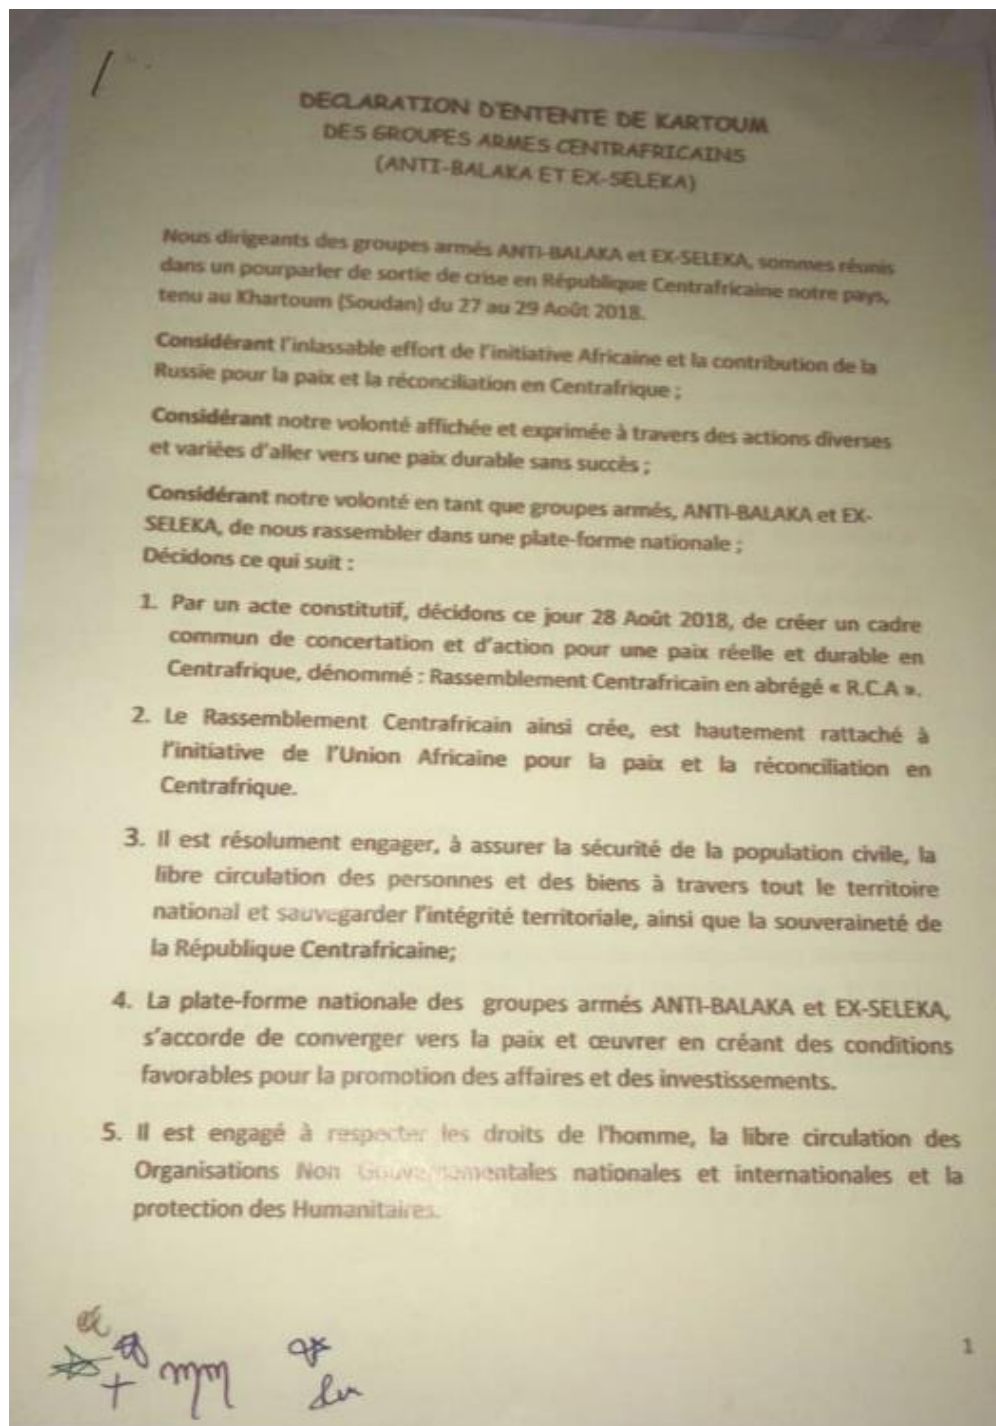 DECLARATION D'ENTENTE DE KARTOUM
DES GROUPES ARMES CENTRAFRICAINS
(ANTI-BALAKA ET EX-SELEKA)
Nous dirigeants des groupes armés ANTI-BALAKA et EX-SELEKA, sommes réunis
dans un pourparler de sortie de crise en République Centrafricaine notre pays,
tenu au Khartoum (Soudan) du 27 au 29 Août 2018.
Considérant l'inlassable effort de l'initiative Africaine et la contribution de la
Russie pour la paix et la réconciliation en Centrafrique ;
Considérant notre volonté affichée et exprimée à travers des actions diverses
et variées d'aller vers une paix durable sans succès ;
Considérant notre volonté en tant que groupes armés, ANTI-BALAKA et EX-
SELEKA, de nous rassembler dans une plate-forme nationale ;
Décidons ce qui suit :
1. Par un acte constitutif, décidons ce jour 28 Août 2018, de créer un cadre
commun de concertation et d'action pour une paix réelle et durable en
Centrafrique, dénommé : Rassemblement Centrafricain en abrégé « R.C.A ».
2. Le Rassemblement Centrafricain ainsi crée, est hautement rattaché à
l'initiative de l'Union Africaine pour la paix et la réconciliation en
Centrafrique.
3. Il est résolument engager, à assurer la sécurité de la population civile, la
libre circulation des personnes et des biens à travers tout le territoire
national et sauvegarder l'intégrité territoriale, ainsi que la souveraineté de
la République Centrafricaine;
4. La plate-forme nationale des groupes armés ANTI-BALAKA et EX-SELEKA,
s'accorde de converger vers la paix et œuvrer en créant des conditions
favorables pour la promotion des affaires et des investissements.
5. Il est engagé à respecter les droits de l'homme, la libre circulation des
Organisations Non Gouvernementales nationales et internationales et la
protection des Humanitaires.
1